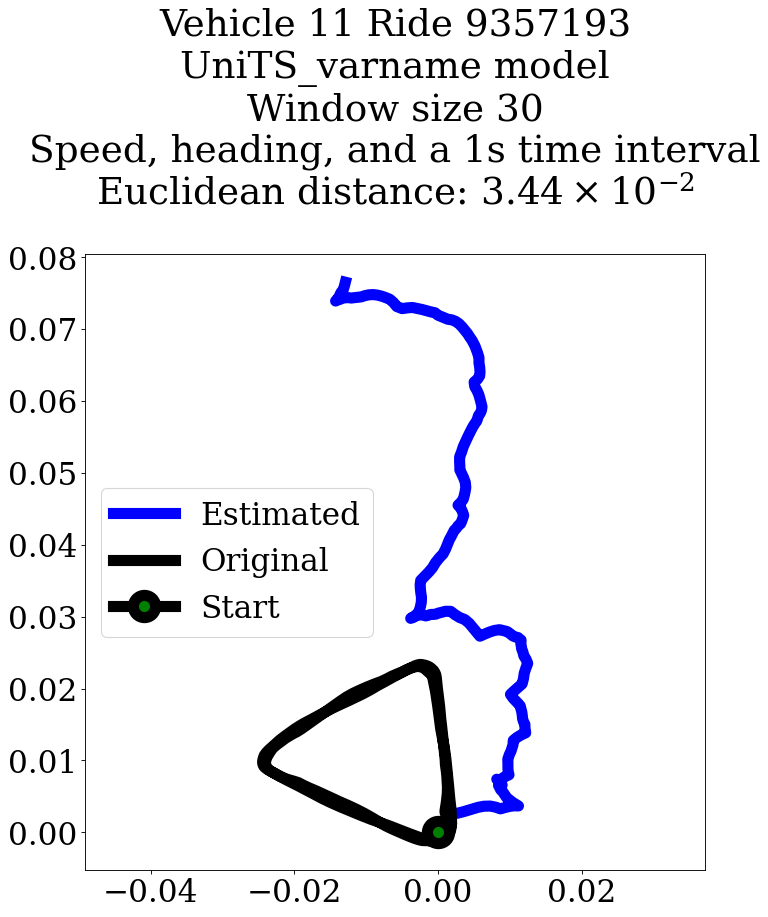 Vehicle 11 Ride 9357193
UniTS_varname model
Window size 30
Speed, heading, and a 1s time interval
Euclidean distance: 3.44 × 10⁻²
0.08
0.07
0.06
0.05
0.04
0.03
0.02
0.01
0.00
Estimated
Original
Start
−0.04
−0.02
0.00
0.02